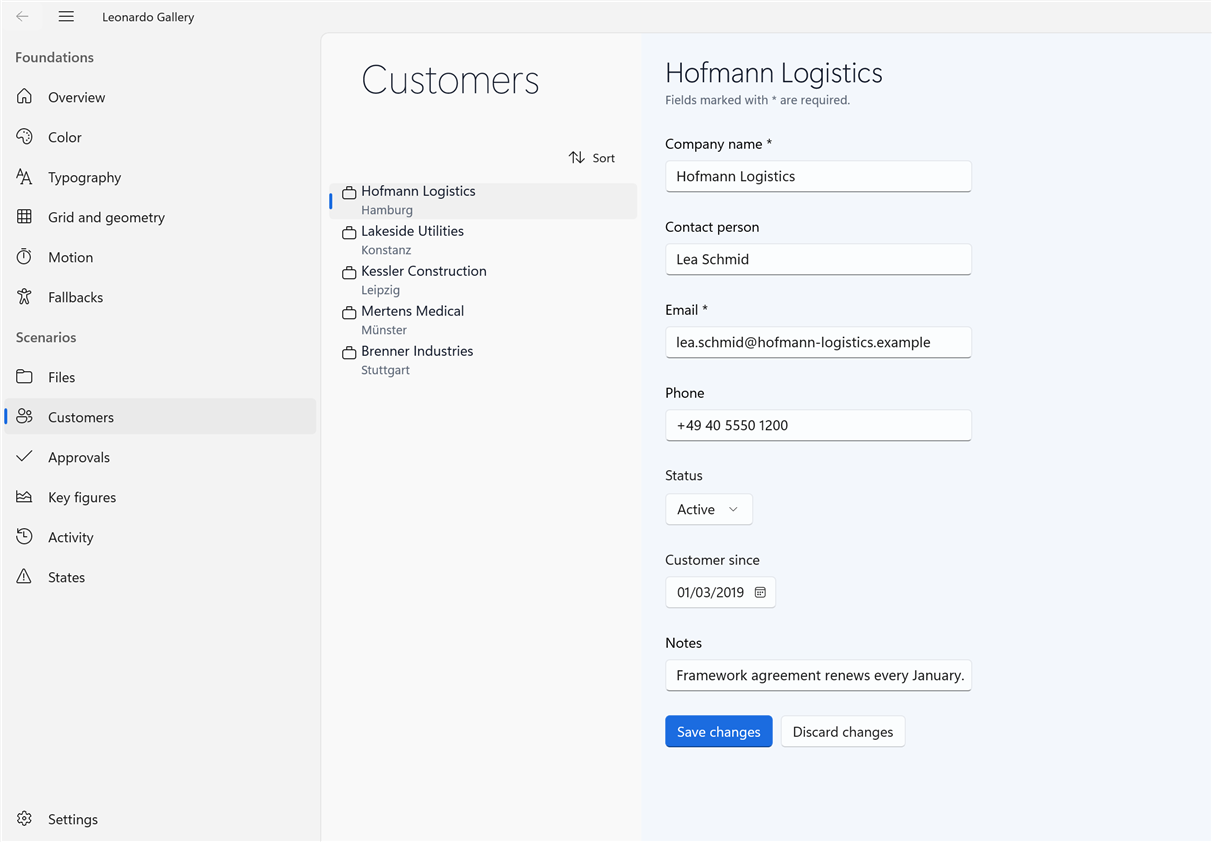 Leonardo Gallery
Foundations
Overview
Color
Typography
Grid and geometry
Motion
Fallbacks
Scenarios
Files
Customers
Approvals
Key figures
Activity
States
Settings
Customers
Sort
Hofmann Logistics
Hamburg
Lakeside Utilities
Konstanz
Kessler Construction
Leipzig
Mertens Medical
Münster
Brenner Industries
Stuttgart
Hofmann Logistics
Fields marked with * are required.
Company name *
Hofmann Logistics
Contact person
Lea Schmid
Email *
lea.schmid@hofmann-logistics.example
Phone
+49 40 5550 1200
Status
Active
Customer since
01/03/2019
Notes
Framework agreement renews every January.
Save changes
Discard changes